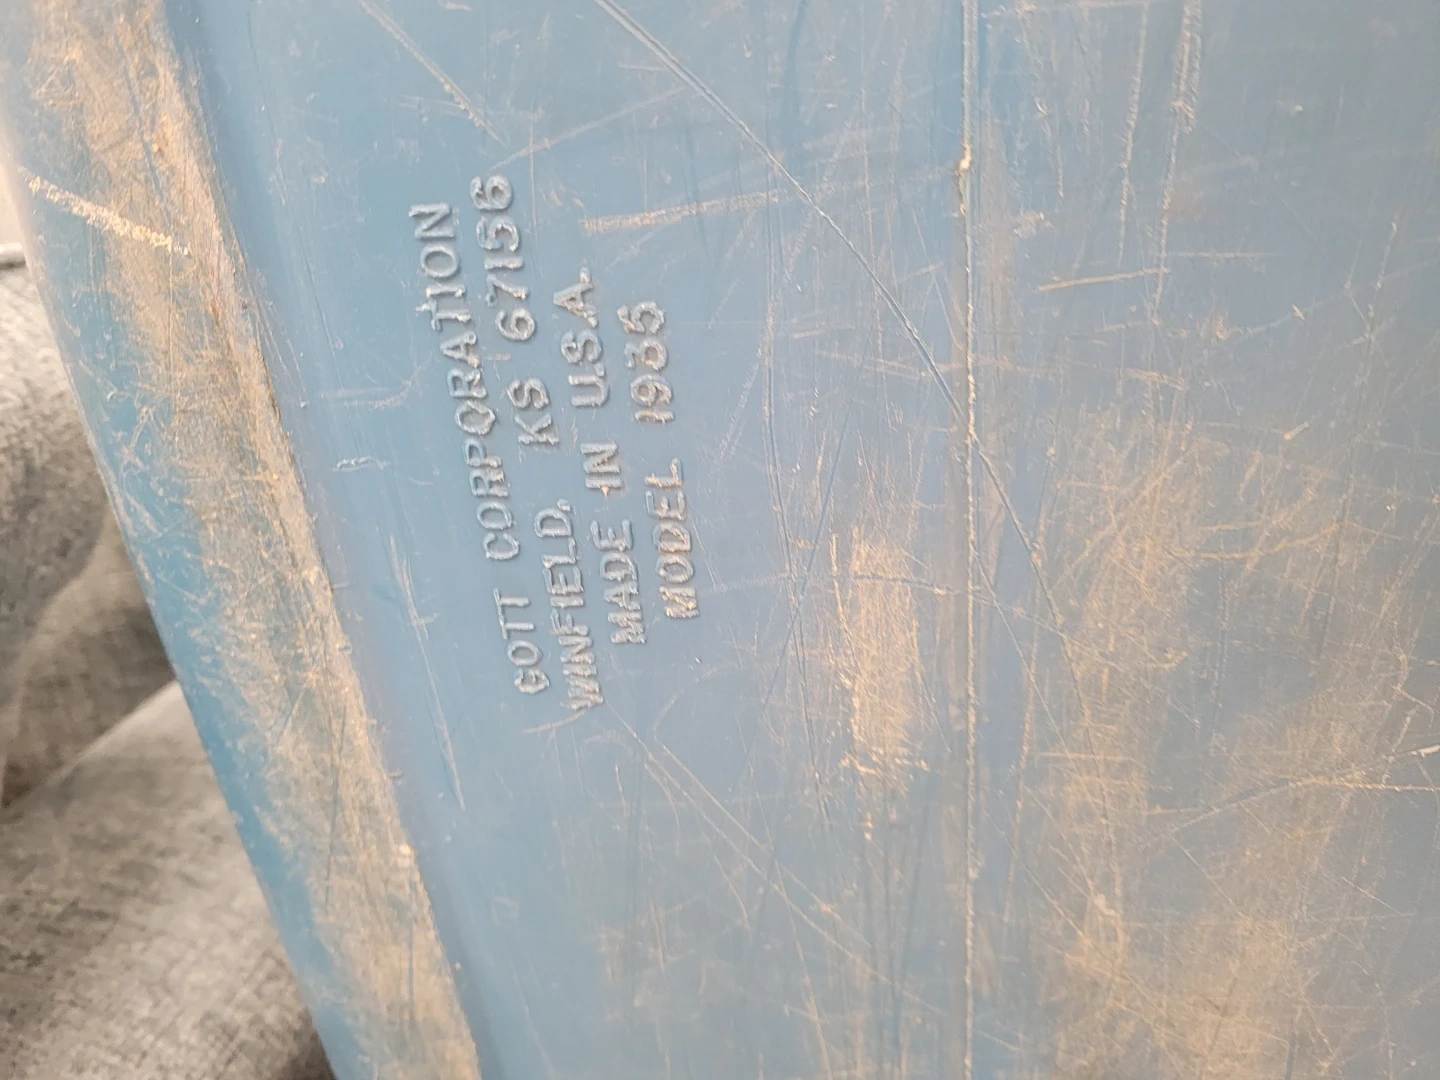 GOTT CORPORATION
WINFIELD, KS 67156
MADE IN U.S.A.
MODEL 1935